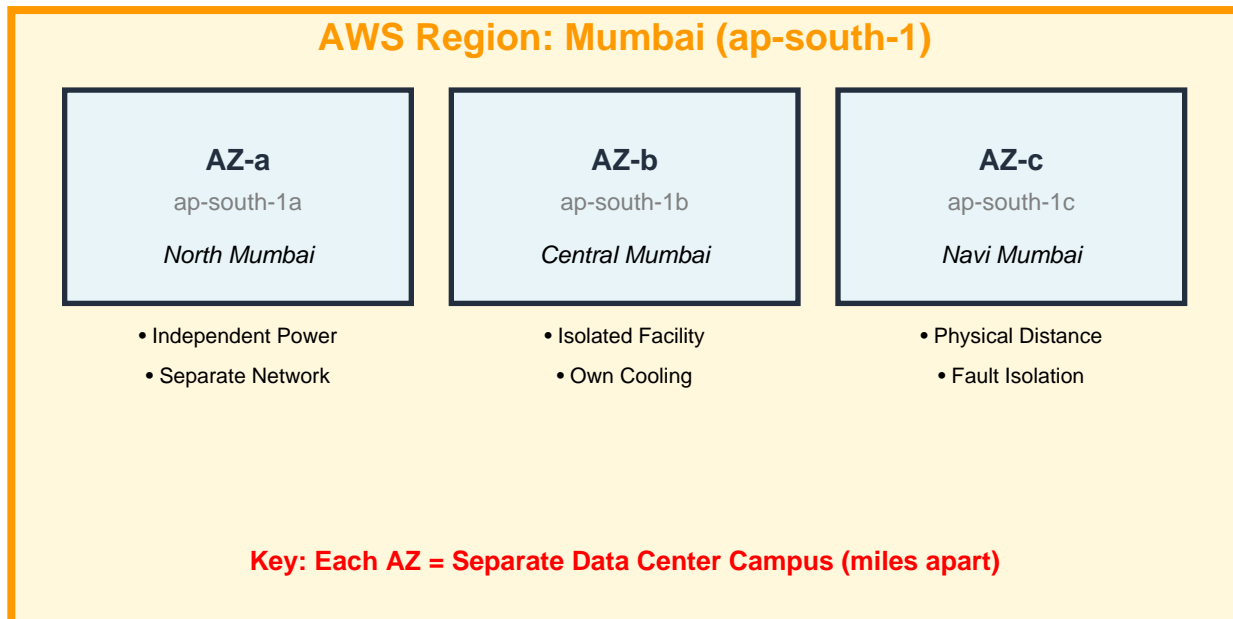 AWS Region: Mumbai (ap-south-1)
AZ-a
ap-south-1a
North Mumbai
• Independent Power
• Separate Network
AZ-b
ap-south-1b
Central Mumbai
• Isolated Facility
• Own Cooling
AZ-c
ap-south-1c
Navi Mumbai
• Physical Distance
• Fault Isolation
Key: Each AZ = Separate Data Center Campus (miles apart)